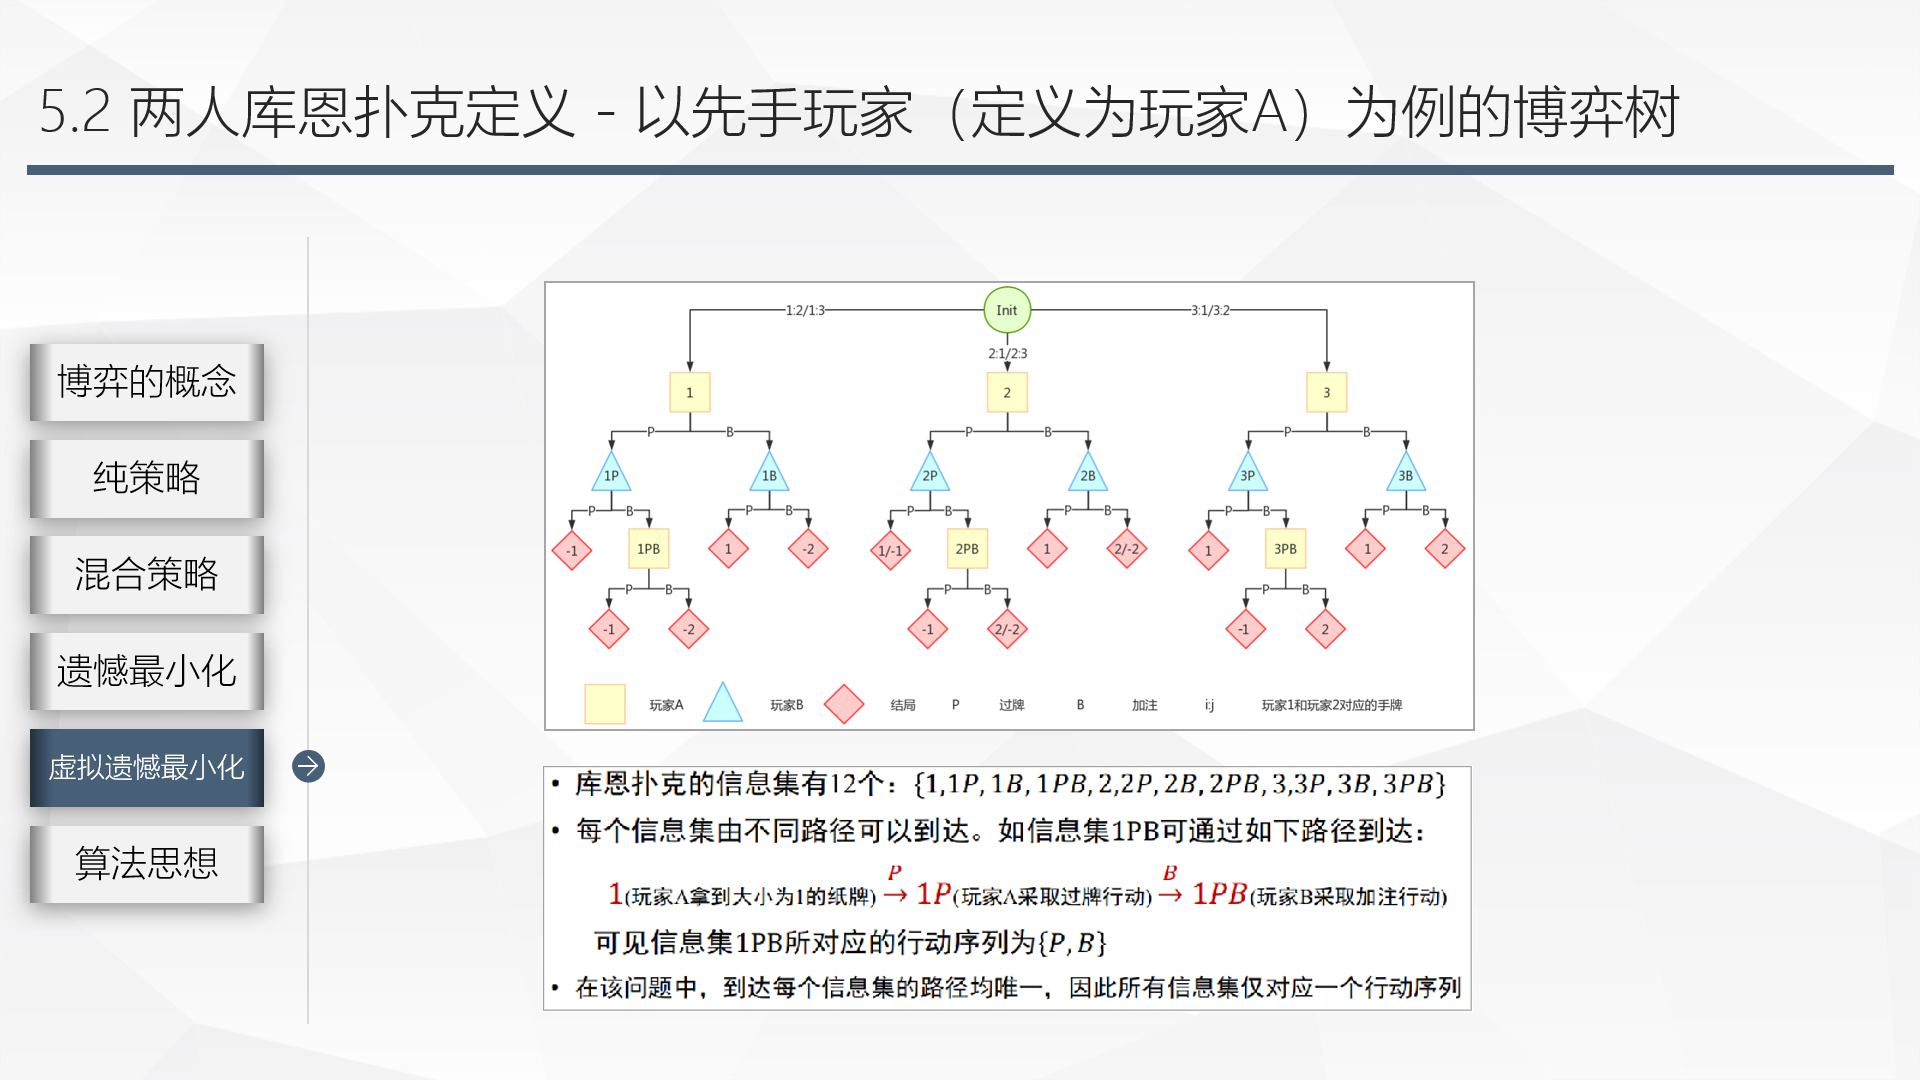 5.2 两人库恩扑克定义 - 以先手玩家（定义为玩家A）为例的博弈树
博弈的概念
纯策略
混合策略
遗憾最小化
虚拟遗憾最小化
算法思想
Init
1:2/1:3
3:1/3:2
2:1/2:3
1 2 3
P B P B P B
1P 1B 2P 2B 3P 3B
P B P B P B P B P B P B
-1 1PB 1 -2 1/-1 2PB 1 2/-2 1 3PB 1 2
P B P B P B
-1 -2 -1 2/-2 -1 2
玩家A 玩家B 结局 P 过牌 B 加注 i:j 玩家1和玩家2对应的手牌
• 库恩扑克的信息集有12个：{1,1P,1B,1PB,2,2P,2B,2PB,3,3P,3B,3PB}
• 每个信息集由不同路径可以到达。如信息集1PB可通过如下路径到达：
1(玩家A拿到大小为1的纸牌) P→ 1P(玩家A采取过牌行动) B→ 1PB(玩家B采取加注行动)
可见信息集1PB所对应的行动序列为{P,B}
• 在该问题中，到达每个信息集的路径均唯一，因此所有信息集仅对应一个行动序列